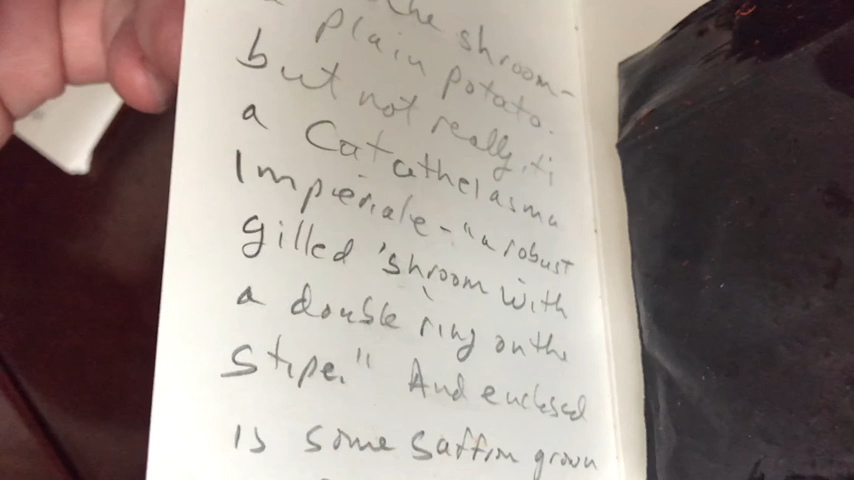 the shroom-
plain potato.
but not really, ti
a Catathelasma
Imperiale - "a robust
gilled 'shroom with
a double ring on the
stipe." And enclosed
is some saffron grown